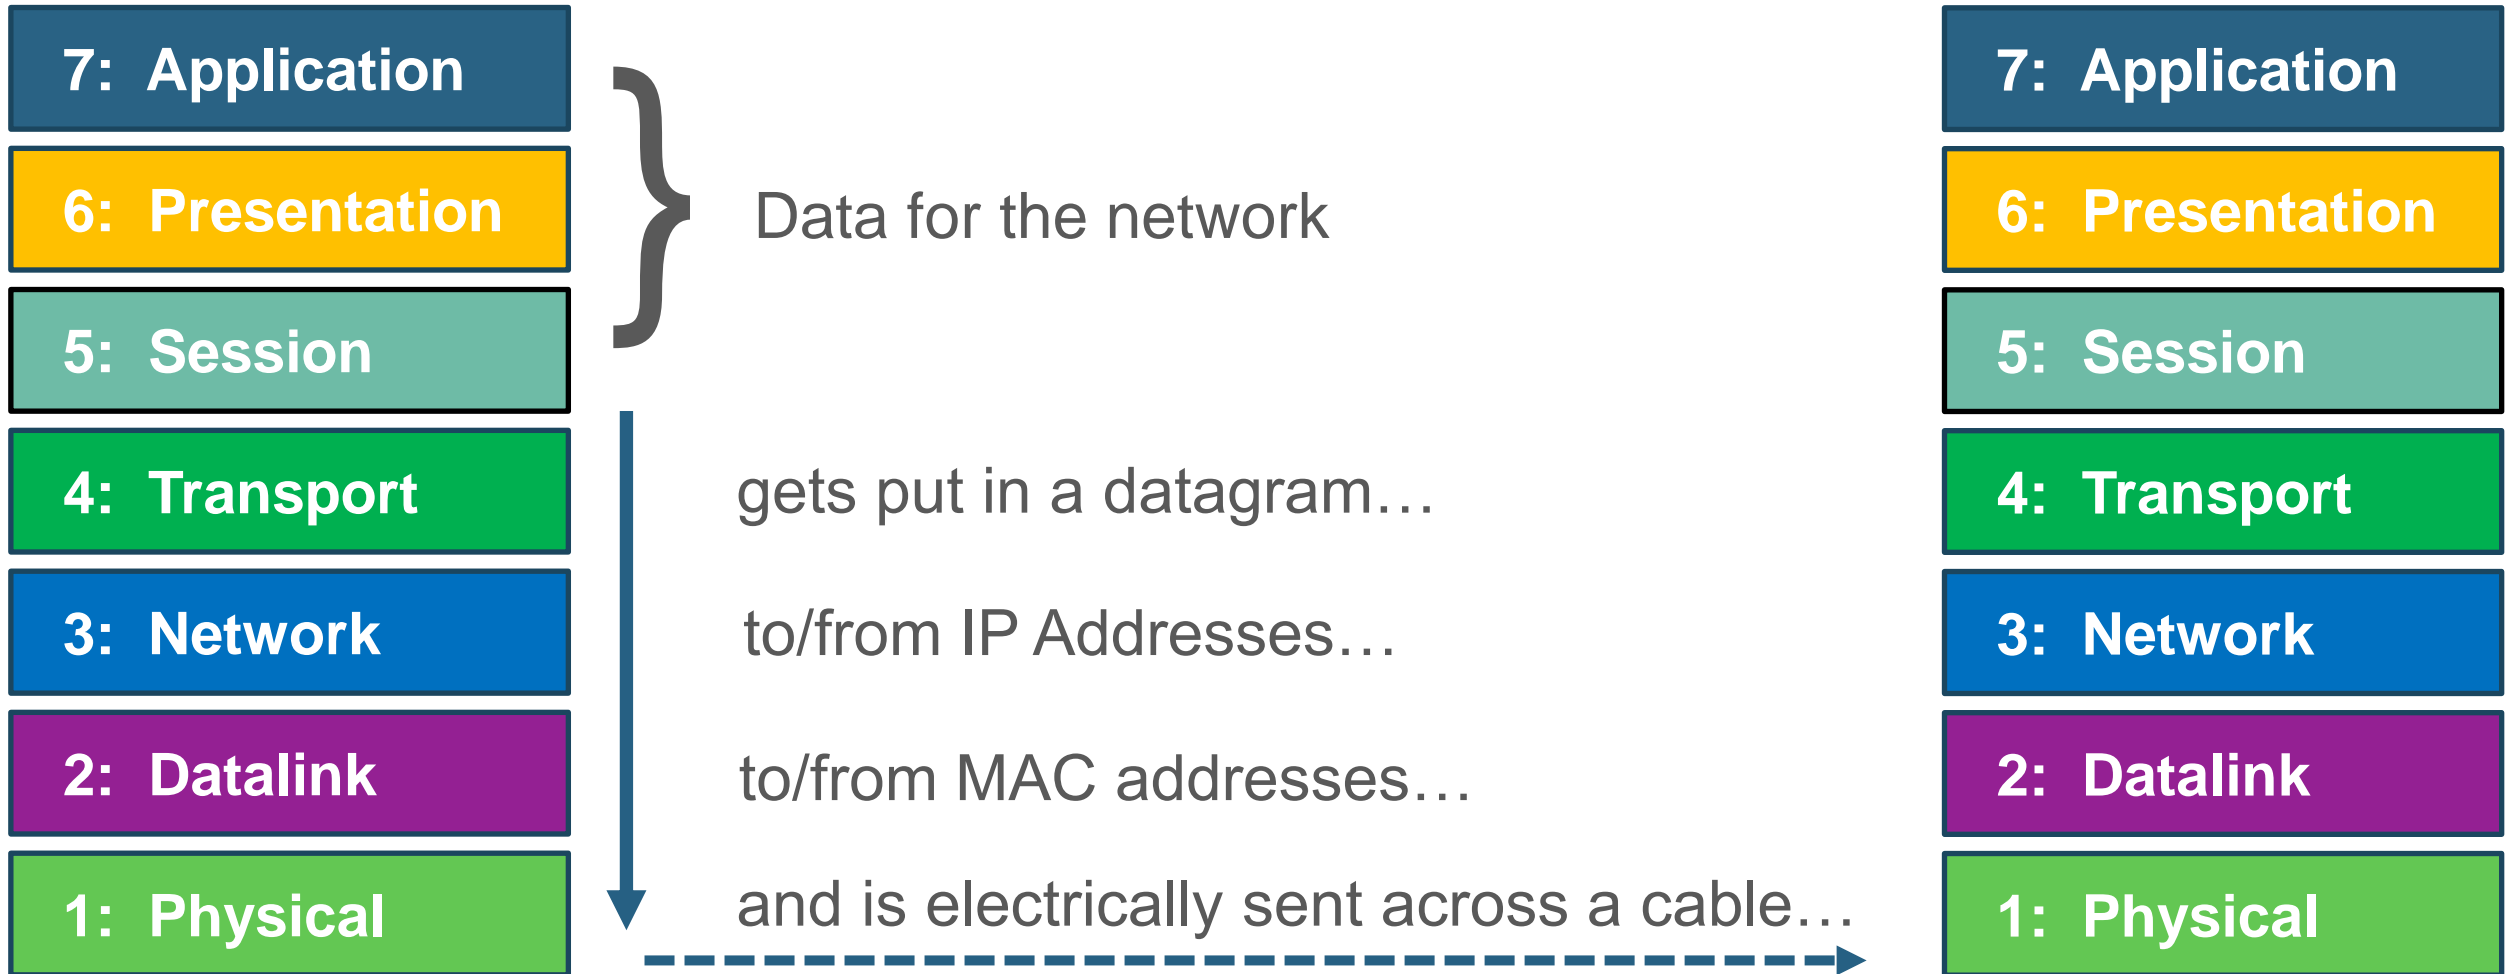 7: Application
6: Presentation
5: Session
4: Transport
3: Network
2: Datalink
1: Physical
Data for the network
gets put in a datagram…
to/from IP Addresses…
to/from MAC addresses…
and is electrically sent across a cable…
7: Application
6: Presentation
5: Session
4: Transport
3: Network
2: Datalink
1: Physical